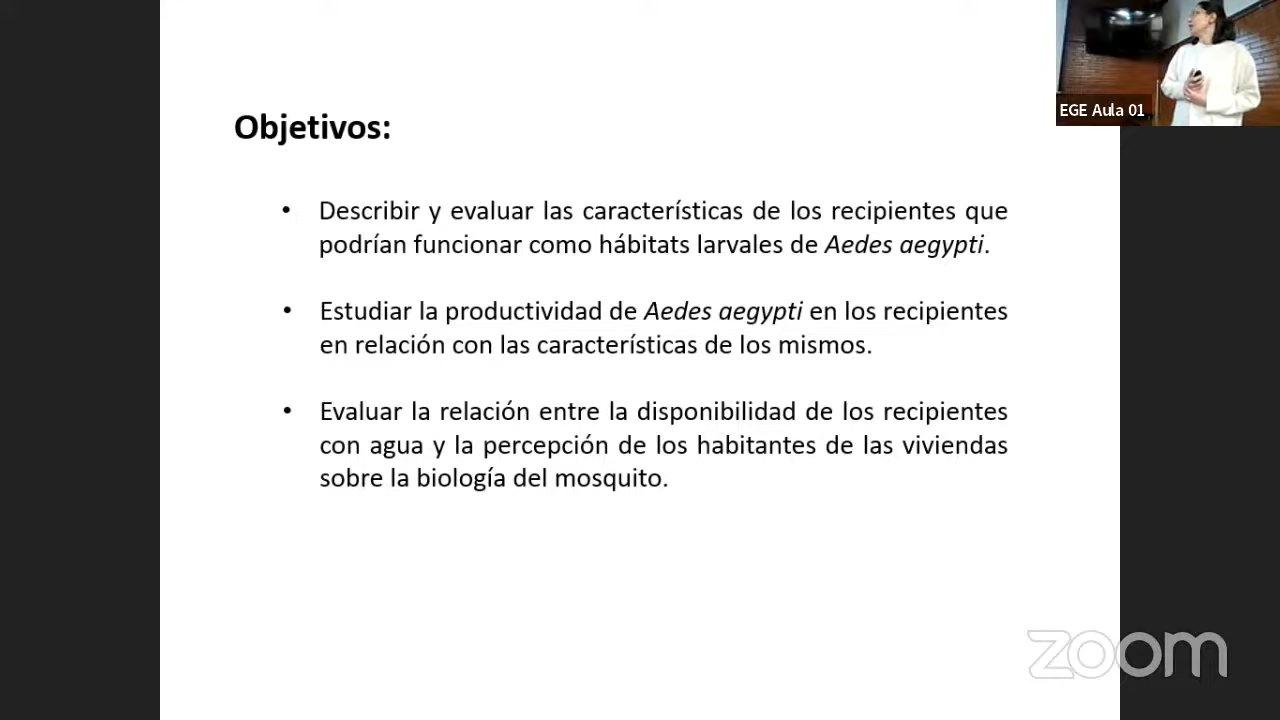 EGE Aula 01
Objetivos:
• Describir y evaluar las características de los recipientes que
podrían funcionar como hábitats larvales de Aedes aegypti.
• Estudiar la productividad de Aedes aegypti en los recipientes
en relación con las características de los mismos.
• Evaluar la relación entre la disponibilidad de los recipientes
con agua y la percepción de los habitantes de las viviendas
sobre la biología del mosquito.
zoom